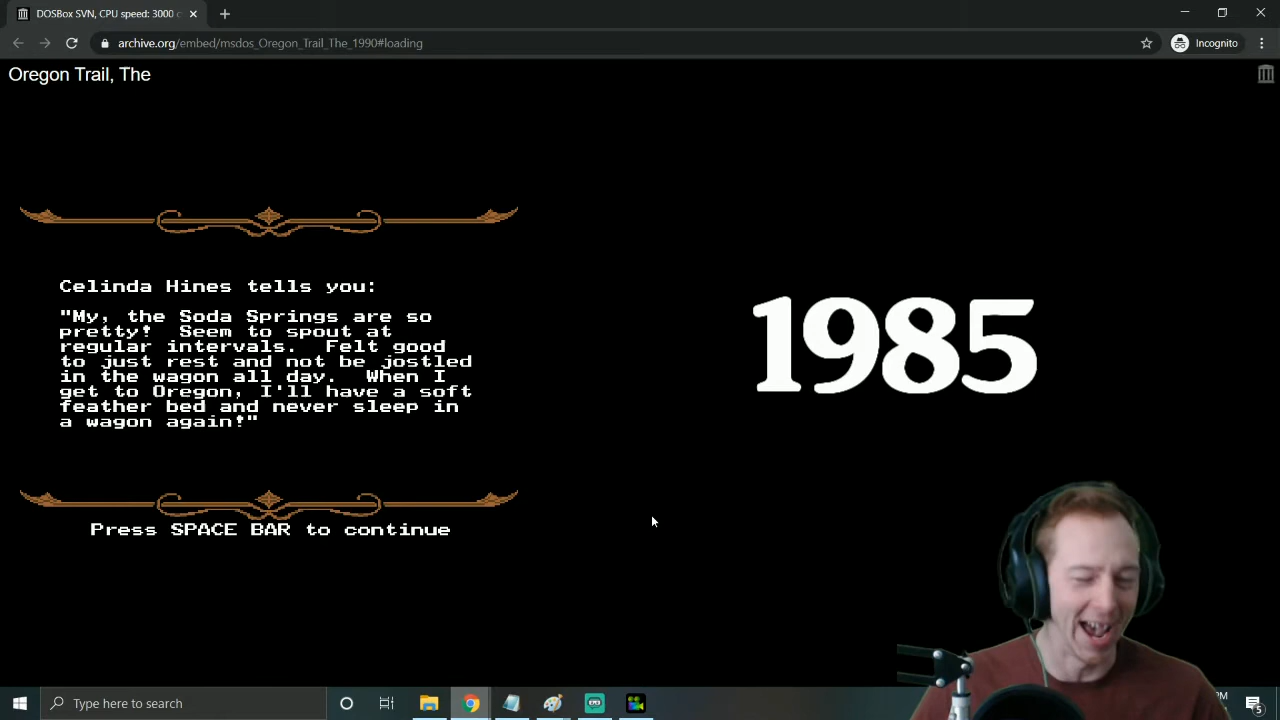 DOSBox SVN, CPU speed: 3000 c
archive.org/embed/msdos_Oregon_Trail_The_1990#loading
Incognito
Oregon Trail, The
Celinda Hines tells you:
"My, the Soda Springs are so
pretty! Seem to spout at
regular intervals. Felt good
to just rest and not be jostled
in the wagon all day. When I
get to Oregon, I'll have a soft
feather bed and never sleep in
a wagon again!"
Press SPACE BAR to continue
1985
Type here to search
PM
5